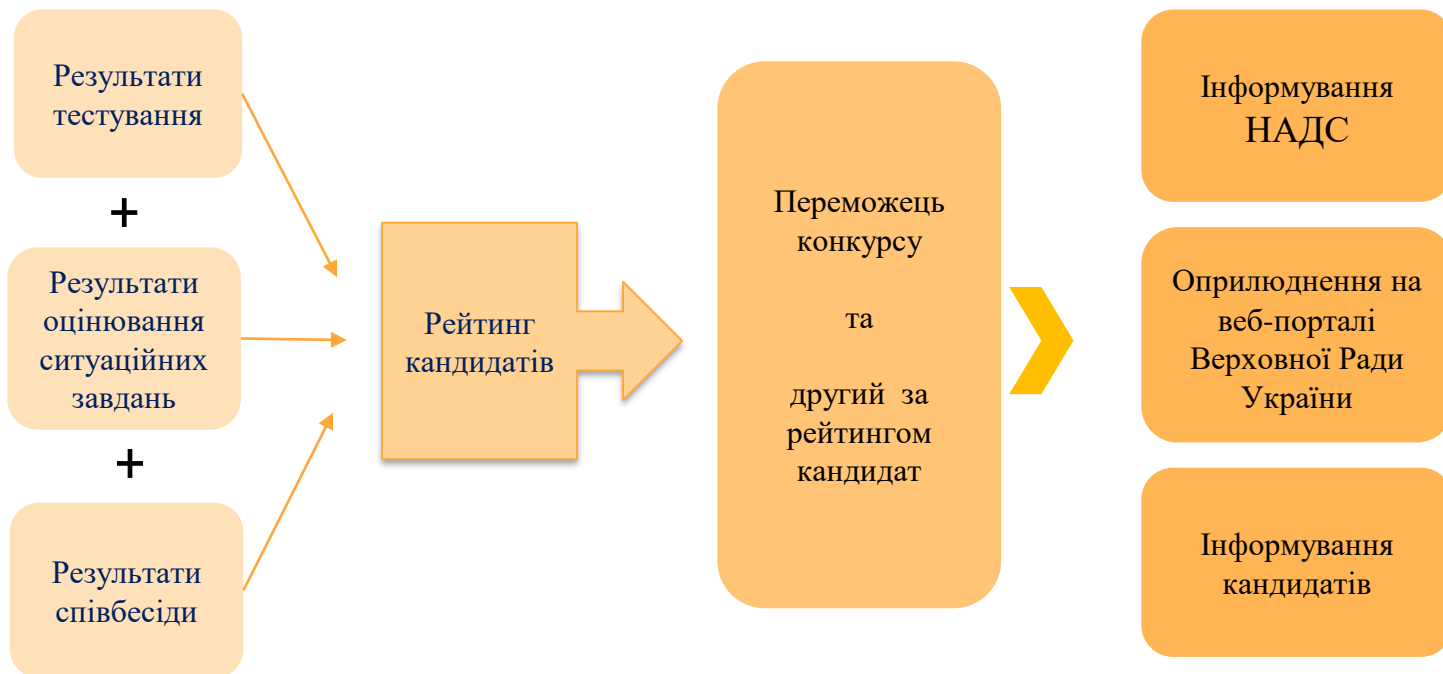 Результати
тестування
+
Результати
оцінювання
ситуаційних
завдань
+
Результати
співбесіди
Рейтинг
кандидатів
Переможець
конкурсу
та
другий за
рейтингом
кандидат
Інформування
НАДС
Оприлюднення на
веб-порталі
Верховної Ради
України
Інформування
кандидатів